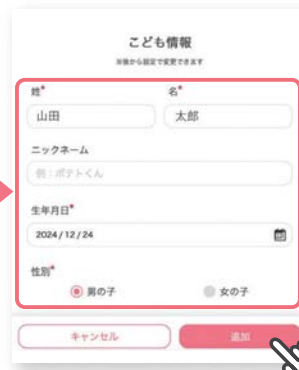 こども情報
※後から設定で変更できます
姓* 名*
山田 太郎
ニックネーム
例:ポテトくん
生年月日*
2024/12/24
性別*
男の子 女の子
キャンセル 追加